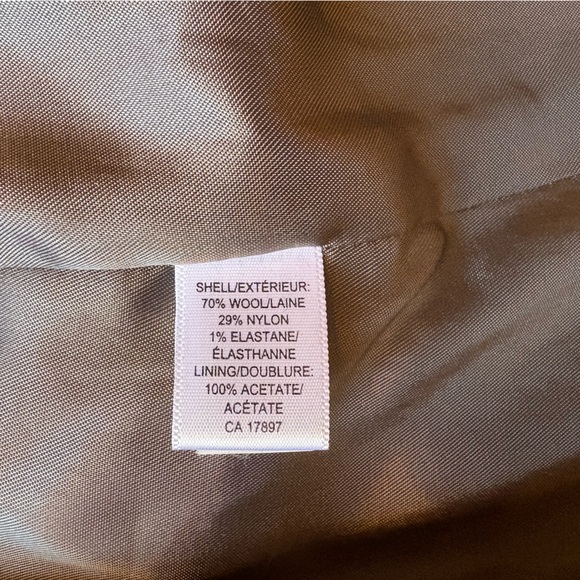 SHELL/EXTÉRIEUR:
70% WOOL/LAINE
29% NYLON
1% ELASTANE/
ÉLASTHANNE
LINING/DOUBLURE:
100% ACETATE/
ACÉTATE
CA 17897